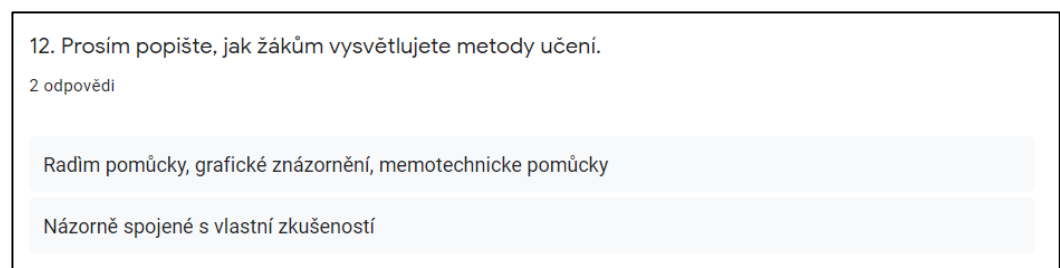 12. Prosím popište, jak žákům vysvětlujete metody učení.
2 odpovědi
Radìm pomůcky, grafické znázornění, memotechnicke pomůcky
Názorně spojené s vlastní zkušeností